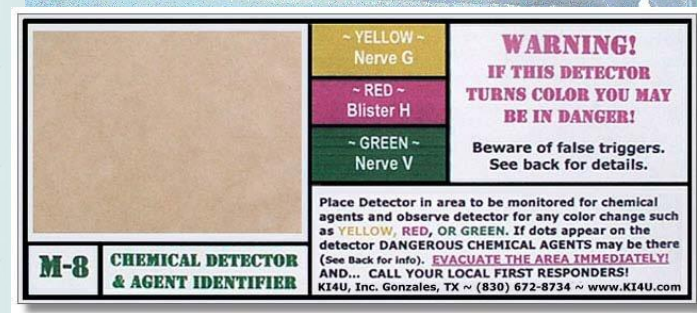 ~ YELLOW ~
Nerve G
~ RED ~
Blister H
~ GREEN ~
Nerve V
WARNING!
IF THIS DETECTOR
TURNS COLOR YOU MAY
BE IN DANGER!
Beware of false triggers.
See back for details.
M-8
CHEMICAL DETECTOR
& AGENT IDENTIFIER
Place Detector in area to be monitored for chemical
agents and observe detector for any color change such
as YELLOW, RED, OR GREEN. If dots appear on the
detector DANGEROUS CHEMICAL AGENTS may be there
(See Back for info). EVACUATE THE AREA IMMEDIATELY!
AND... CALL YOUR LOCAL FIRST RESPONDERS!
KI4U, Inc. Gonzales, TX ~ (830) 672-8734 ~ www.KI4U.com